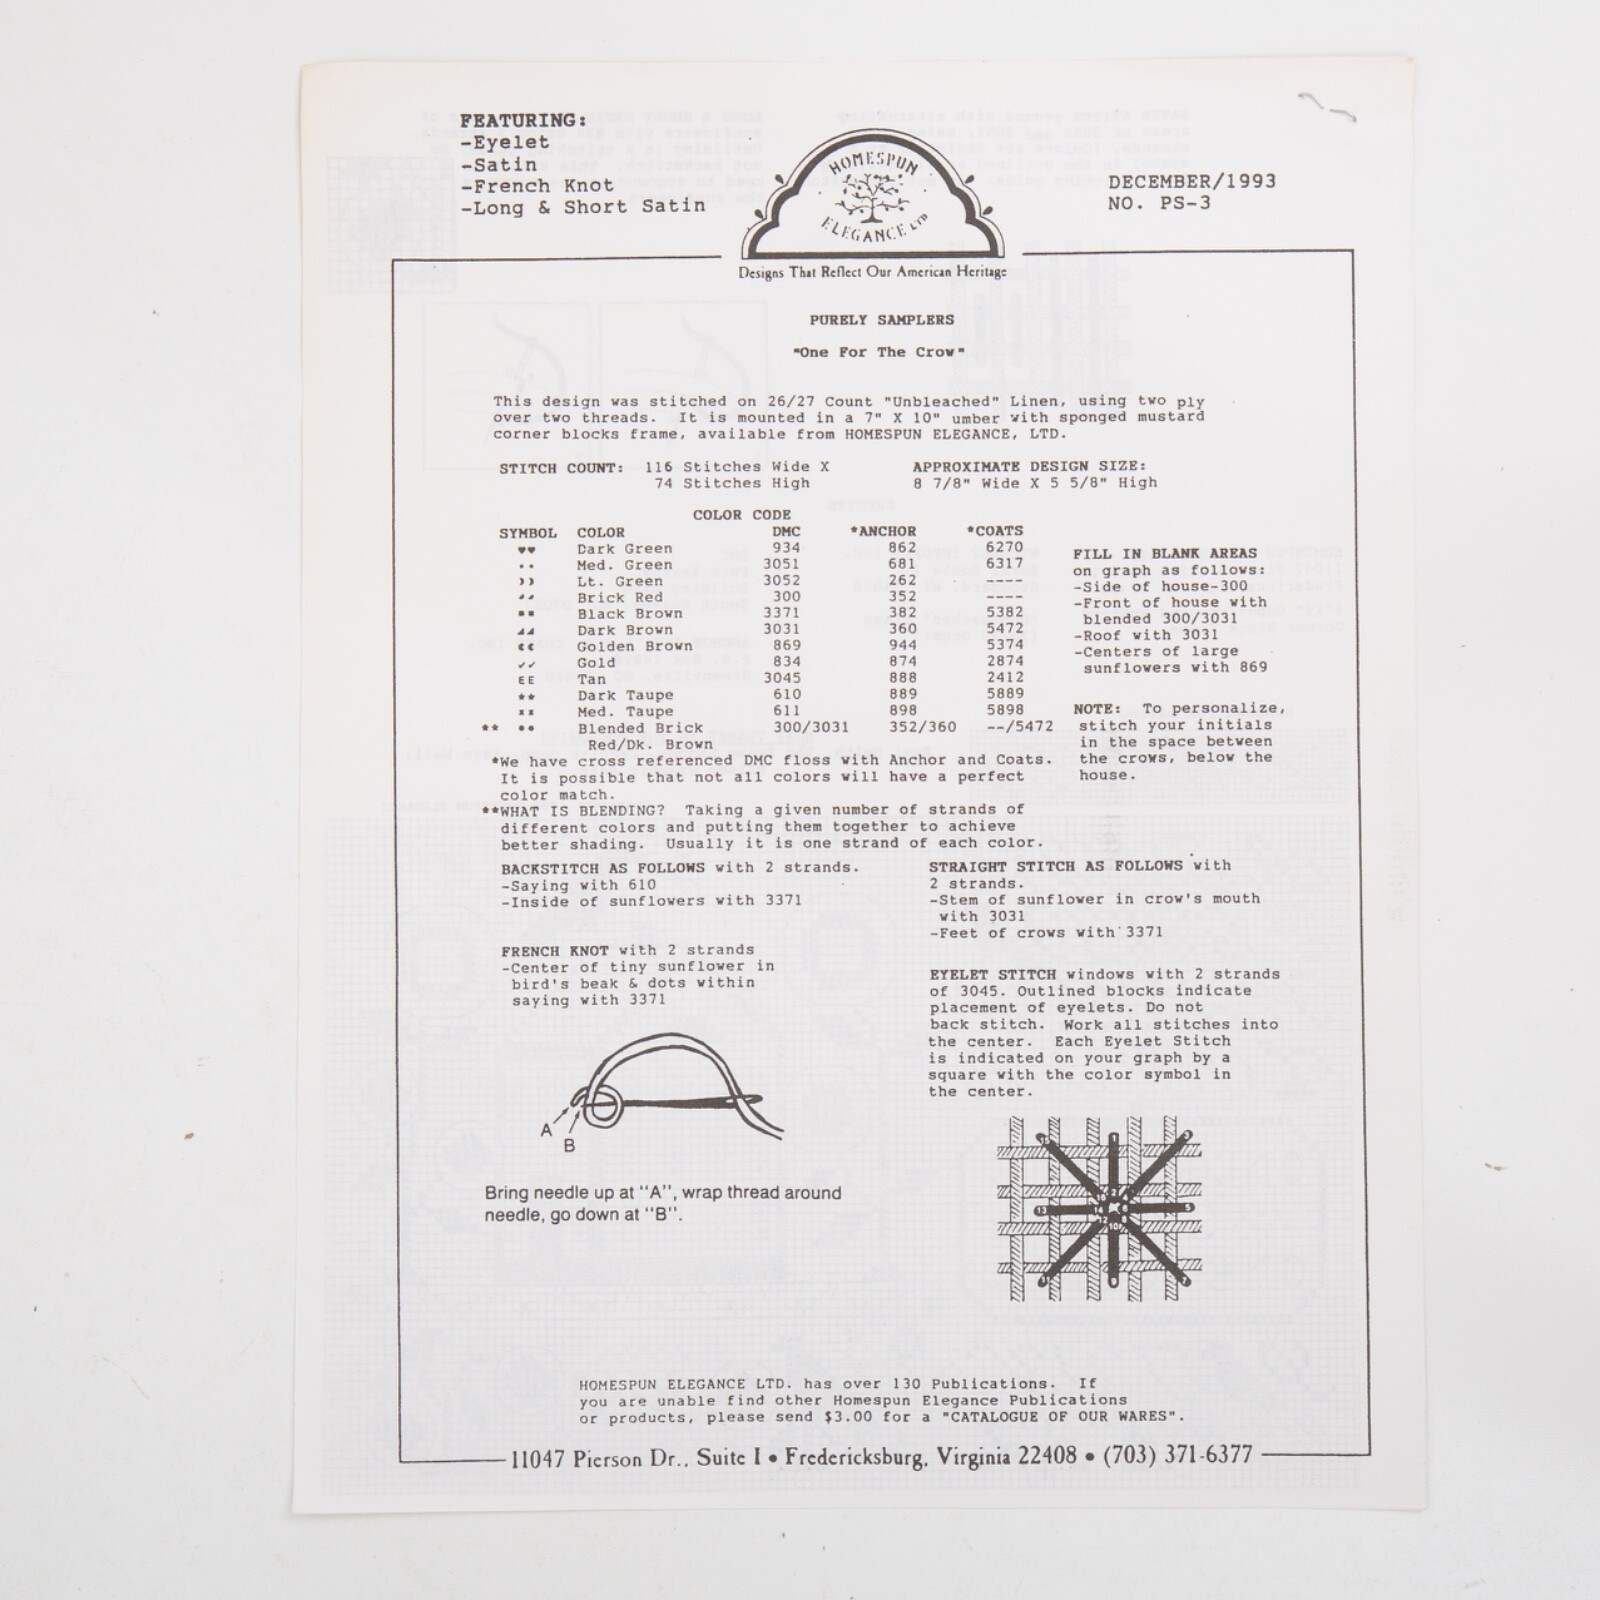 FEATURING:
-Eyelet
-Satin
-French Knot
-Long & Short Satin
HOMESPUN
ELEGANCE LTD
Designs That Reflect Our American Heritage
DECEMBER/1993
NO. PS-3
PURELY SAMPLERS
"One For The Crow"
This design was stitched on 26/27 Count "Unbleached" Linen, using two ply
over two threads. It is mounted in a 7" X 10" umber with sponged mustard
corner blocks frame, available from HOMESPUN ELEGANCE, LTD.
STITCH COUNT: 116 Stitches Wide X
74 Stitches High
APPROXIMATE DESIGN SIZE:
8 7/8" Wide X 5 5/8" High
COLOR CODE
SYMBOL COLOR DMC *ANCHOR *COATS
♥♥ Dark Green 934 862 6270
•• Med. Green 3051 681 6317
)) Lt. Green 3052 262 ----
Brick Red 300 352 ----
■■ Black Brown 3371 382 5382
◢◢ Dark Brown 3031 360 5472
Golden Brown 869 944 5374
✓✓ Gold 834 874 2874
EE Tan 3045 888 2412
★★ Dark Taupe 610 889 5889
xx Med. Taupe 611 898 5898
** •• Blended Brick 300/3031 352/360 --/5472
Red/Dk. Brown
*We have cross referenced DMC floss with Anchor and Coats.
It is possible that not all colors will have a perfect
color match.
**WHAT IS BLENDING? Taking a given number of strands of
different colors and putting them together to achieve
better shading. Usually it is one strand of each color.
FILL IN BLANK AREAS
on graph as follows:
-Side of house-300
-Front of house with
blended 300/3031
-Roof with 3031
-Centers of large
sunflowers with 869
NOTE: To personalize,
stitch your initials
in the space between
the crows, below the
house.
BACKSTITCH AS FOLLOWS with 2 strands.
-Saying with 610
-Inside of sunflowers with 3371
STRAIGHT STITCH AS FOLLOWS with
2 strands.
-Stem of sunflower in crow's mouth
with 3031
-Feet of crows with 3371
FRENCH KNOT with 2 strands
-Center of tiny sunflower in
bird's beak & dots within
saying with 3371
A
B
Bring needle up at "A", wrap thread around
needle, go down at "B".
EYELET STITCH windows with 2 strands
of 3045. Outlined blocks indicate
placement of eyelets. Do not
back stitch. Work all stitches into
the center. Each Eyelet Stitch
is indicated on your graph by a
square with the color symbol in
the center.
HOMESPUN ELEGANCE LTD. has over 130 Publications. If
you are unable find other Homespun Elegance Publications
or products, please send $3.00 for a "CATALOGUE OF OUR WARES".
11047 Pierson Dr., Suite I • Fredericksburg, Virginia 22408 • (703) 371-6377